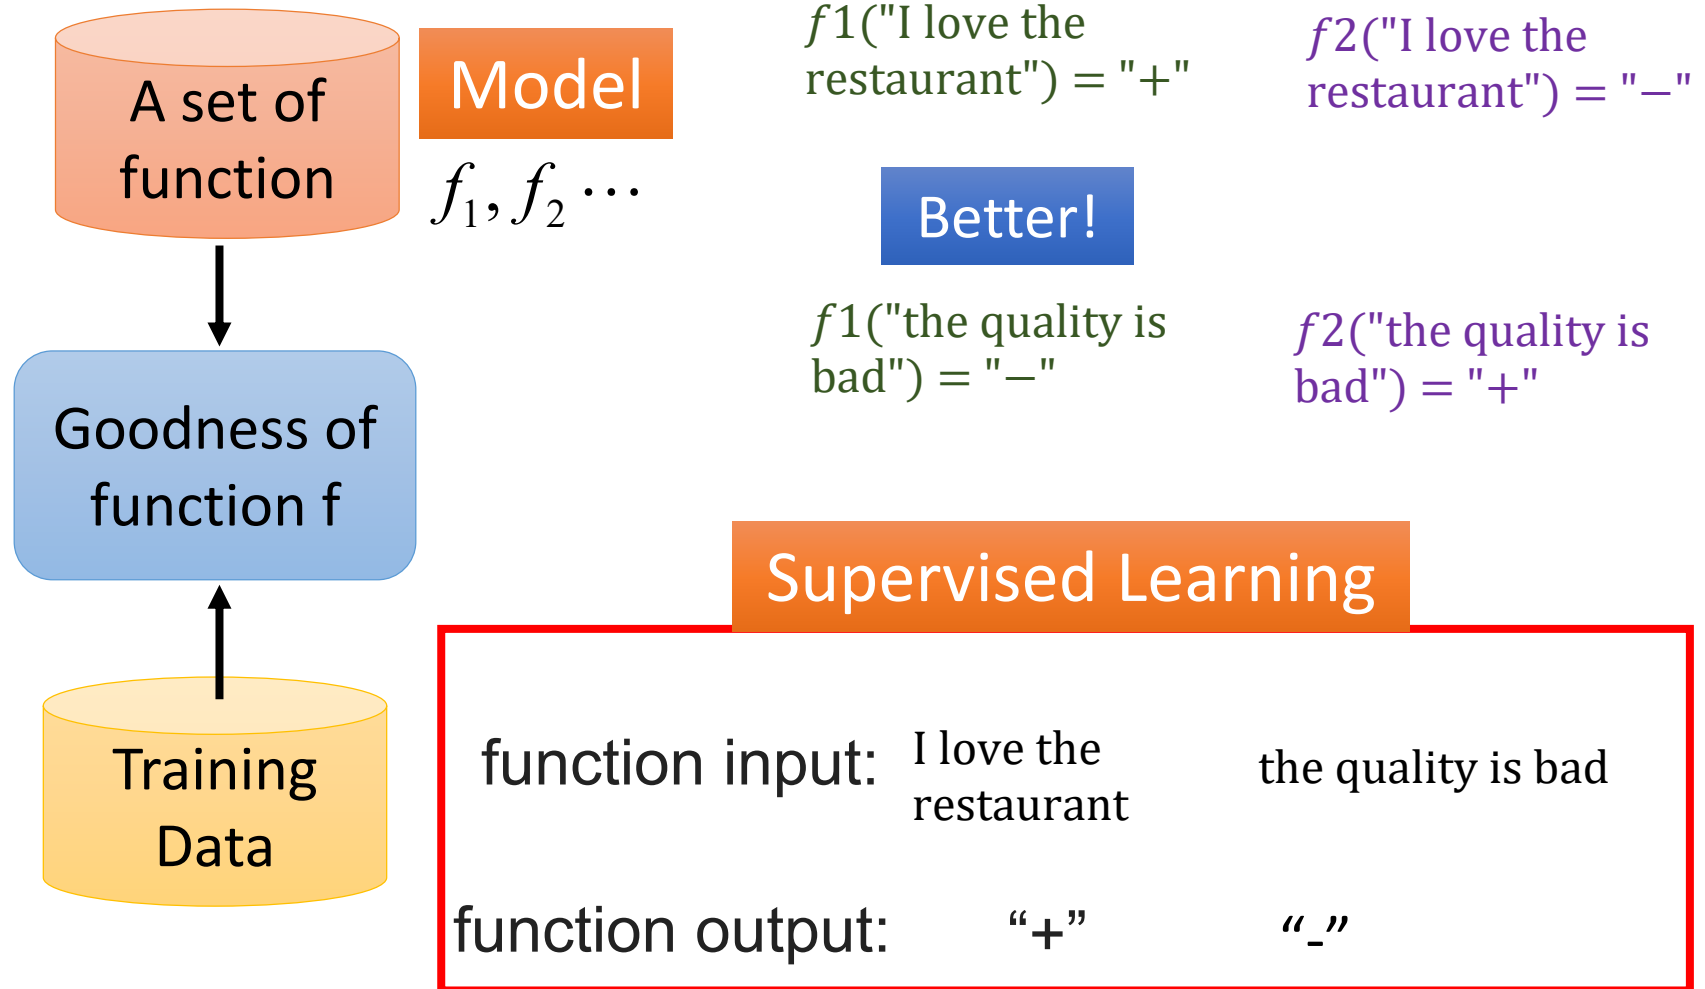 A set of
function
Model
f₁, f₂ ⋯
f1("I love the
restaurant") = "+"
f2("I love the
restaurant") = "−"
Better!
f1("the quality is
bad") = "−"
f2("the quality is
bad") = "+"
Goodness of
function f
Supervised Learning
Training
Data
function input:
I love the
restaurant
the quality is bad
function output:
“+”
“-”